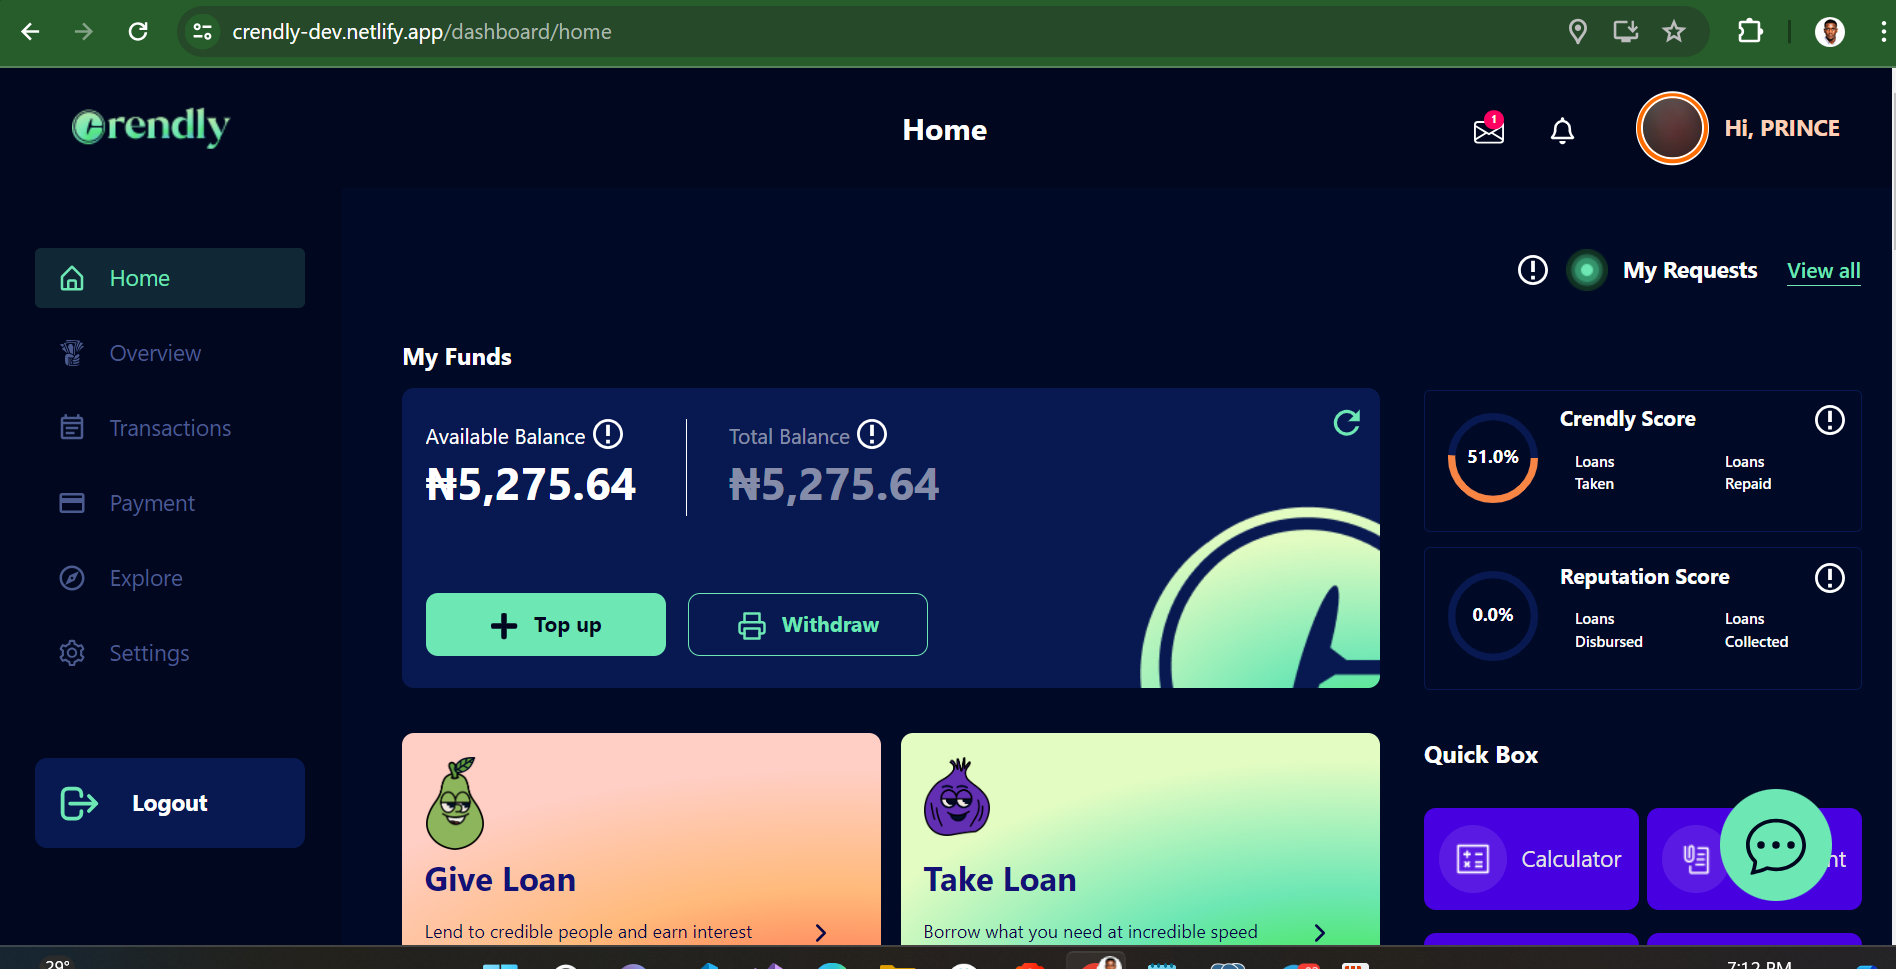 crendly-dev.netlify.app/dashboard/home
Crendly
Home
1
Hi, PRINCE
Home
Overview
Transactions
Payment
Explore
Settings
Logout
My Requests
View all
My Funds
Available Balance
₦5,275.64
Total Balance
₦5,275.64
Top up
Withdraw
Crendly Score
51.0%
Loans
Taken
Loans
Repaid
Reputation Score
0.0%
Loans
Disbursed
Loans
Collected
Give Loan
Lend to credible people and earn interest
Take Loan
Borrow what you need at incredible speed
Quick Box
Calculator
29°
7:12 PM